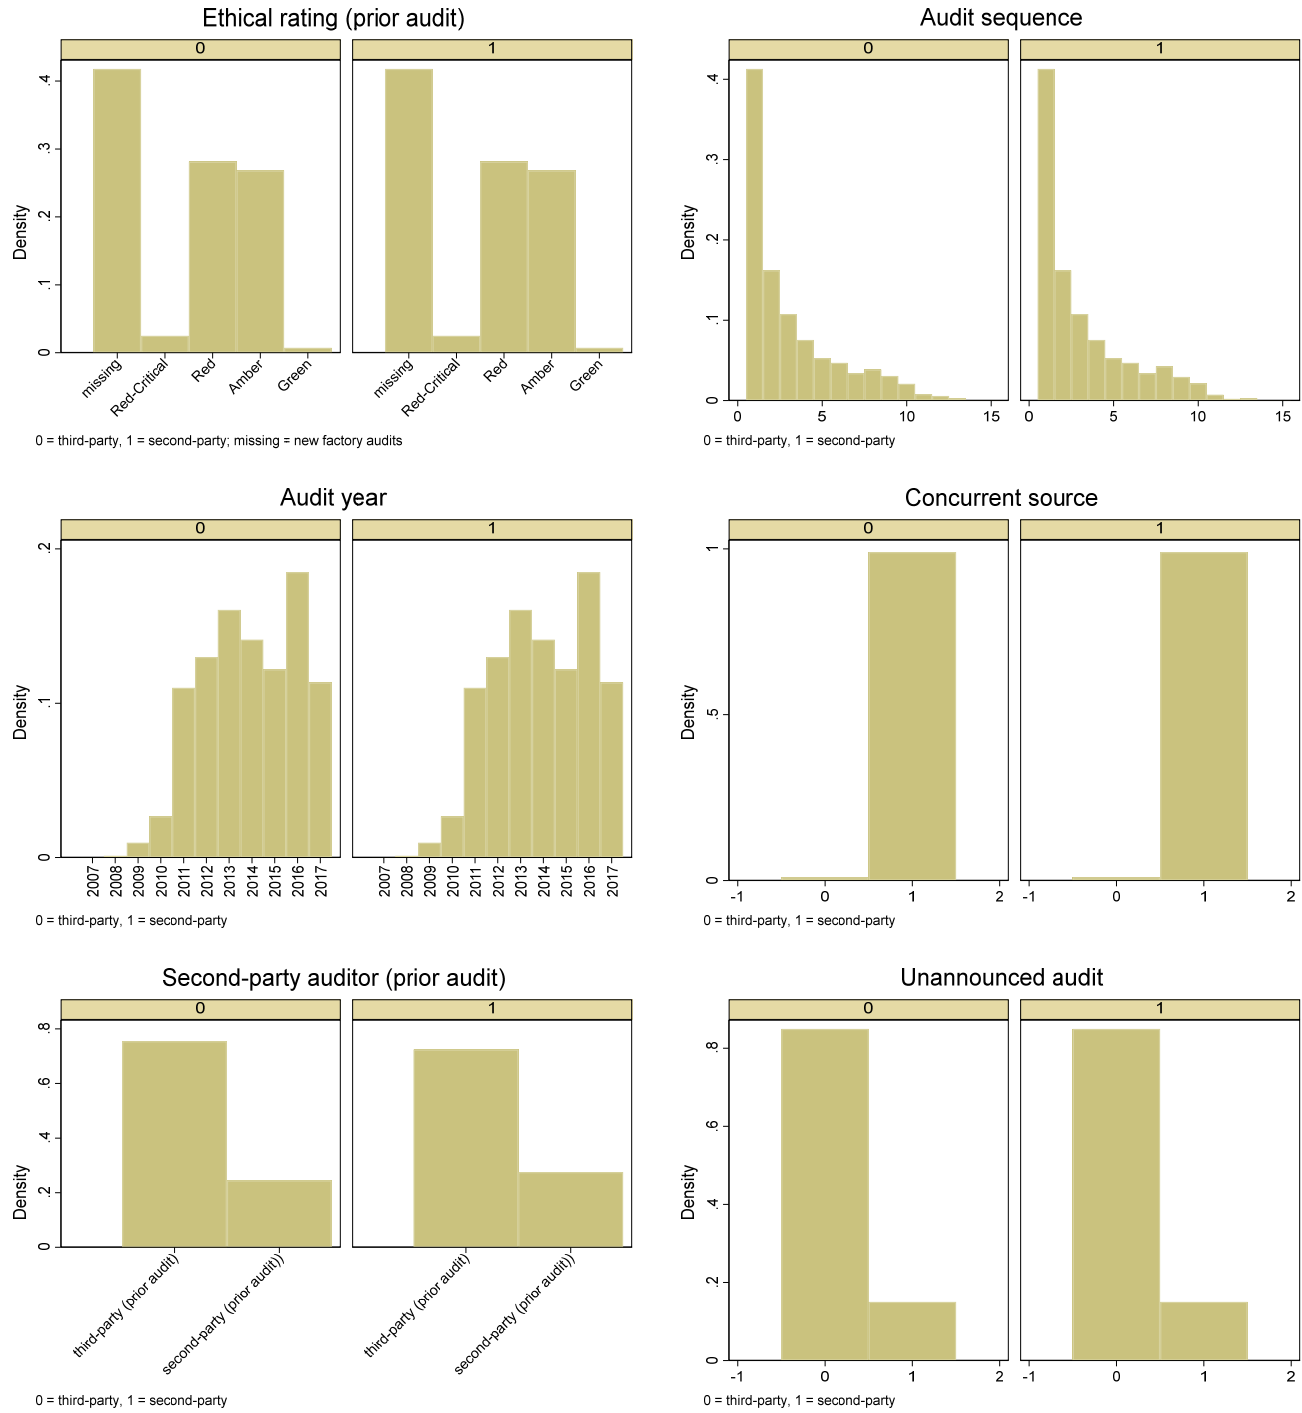 Ethical rating (prior audit)
0 1
Density
0 .1 .2 .3 .4
missing Red-Critical Red Amber Green missing Red-Critical Red Amber Green
0 = third-party, 1 = second-party; missing = new factory audits
Audit sequence
0 1
Density
0 .1 .2 .3 .4
0 5 10 15 0 5 10 15
0 = third-party, 1 = second-party
Audit year
0 1
Density
0 .1 .2
2007 2008 2009 2010 2011 2012 2013 2014 2015 2016 2017 2007 2008 2009 2010 2011 2012 2013 2014 2015 2016 2017
0 = third-party, 1 = second-party
Concurrent source
0 1
Density
0 .5 1
-1 0 1 2 -1 0 1 2
0 = third-party, 1 = second-party
Second-party auditor (prior audit)
0 1
Density
0 .2 .4 .6 .8
third-party (prior audit) second-party (prior audit)) third-party (prior audit) second-party (prior audit))
0 = third-party, 1 = second-party
Unannounced audit
0 1
Density
0 .2 .4 .6 .8
-1 0 1 2 -1 0 1 2
0 = third-party, 1 = second-party